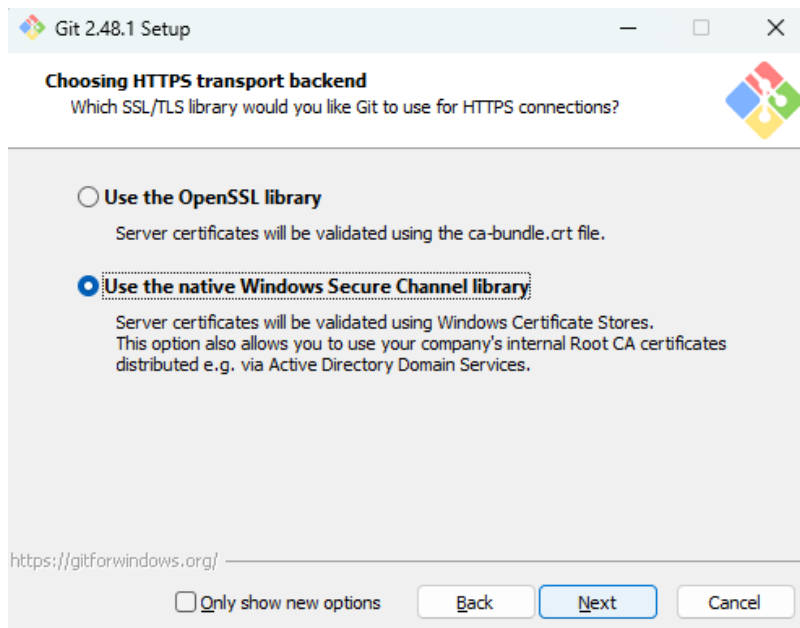 Git 2.48.1 Setup
Choosing HTTPS transport backend
Which SSL/TLS library would you like Git to use for HTTPS connections?
Use the OpenSSL library
Server certificates will be validated using the ca-bundle.crt file.
Use the native Windows Secure Channel library
Server certificates will be validated using Windows Certificate Stores.
This option also allows you to use your company's internal Root CA certificates
distributed e.g. via Active Directory Domain Services.
https://gitforwindows.org/
Only show new options
Back
Next
Cancel